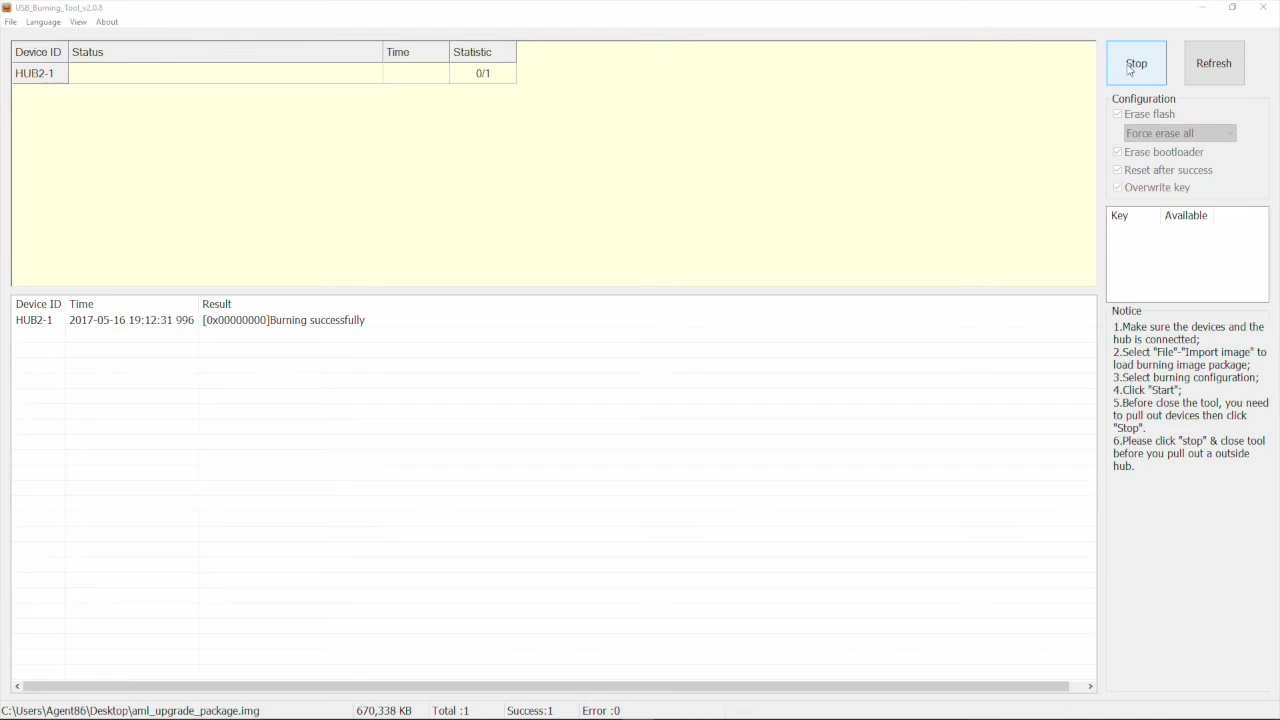 USB_Burning_Tool_v2.0.8
File Language View About
Device ID Status Time Statistic
HUB2-1 0/1
Stop Refresh
Configuration
Erase flash
Force erase all
Erase bootloader
Reset after success
Overwrite key
Key Available
Device ID Time Result
HUB2-1 2017-05-16 19:12:31 996 [0x00000000]Burning successfully
Notice
1.Make sure the devices and the
hub is connectted;
2.Select "File"-"Import image" to
load burning image package;
3.Select burning configuration;
4.Click "Start";
5.Before close the tool, you need
to pull out devices then click
"Stop".
6.Please click "stop" & close tool
before you pull out a outside
hub.
C:\Users\Agent86\Desktop\aml_upgrade_package.img 670,338 KB Total :1 Success:1 Error :0